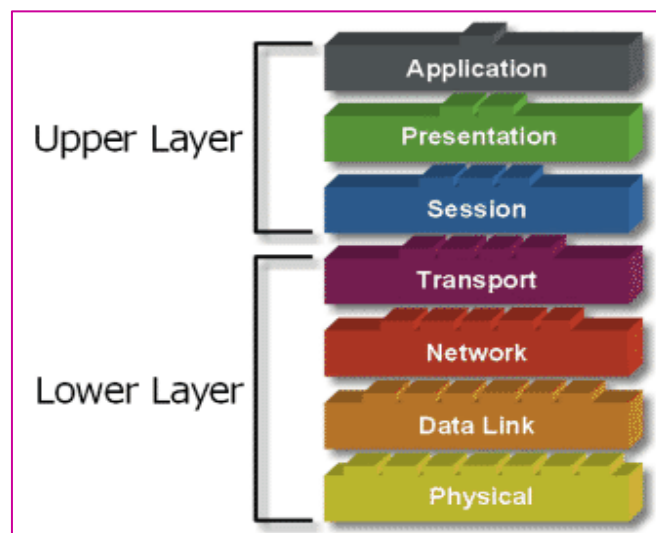 Upper Layer
Application
Presentation
Session
Lower Layer
Transport
Network
Data Link
Physical